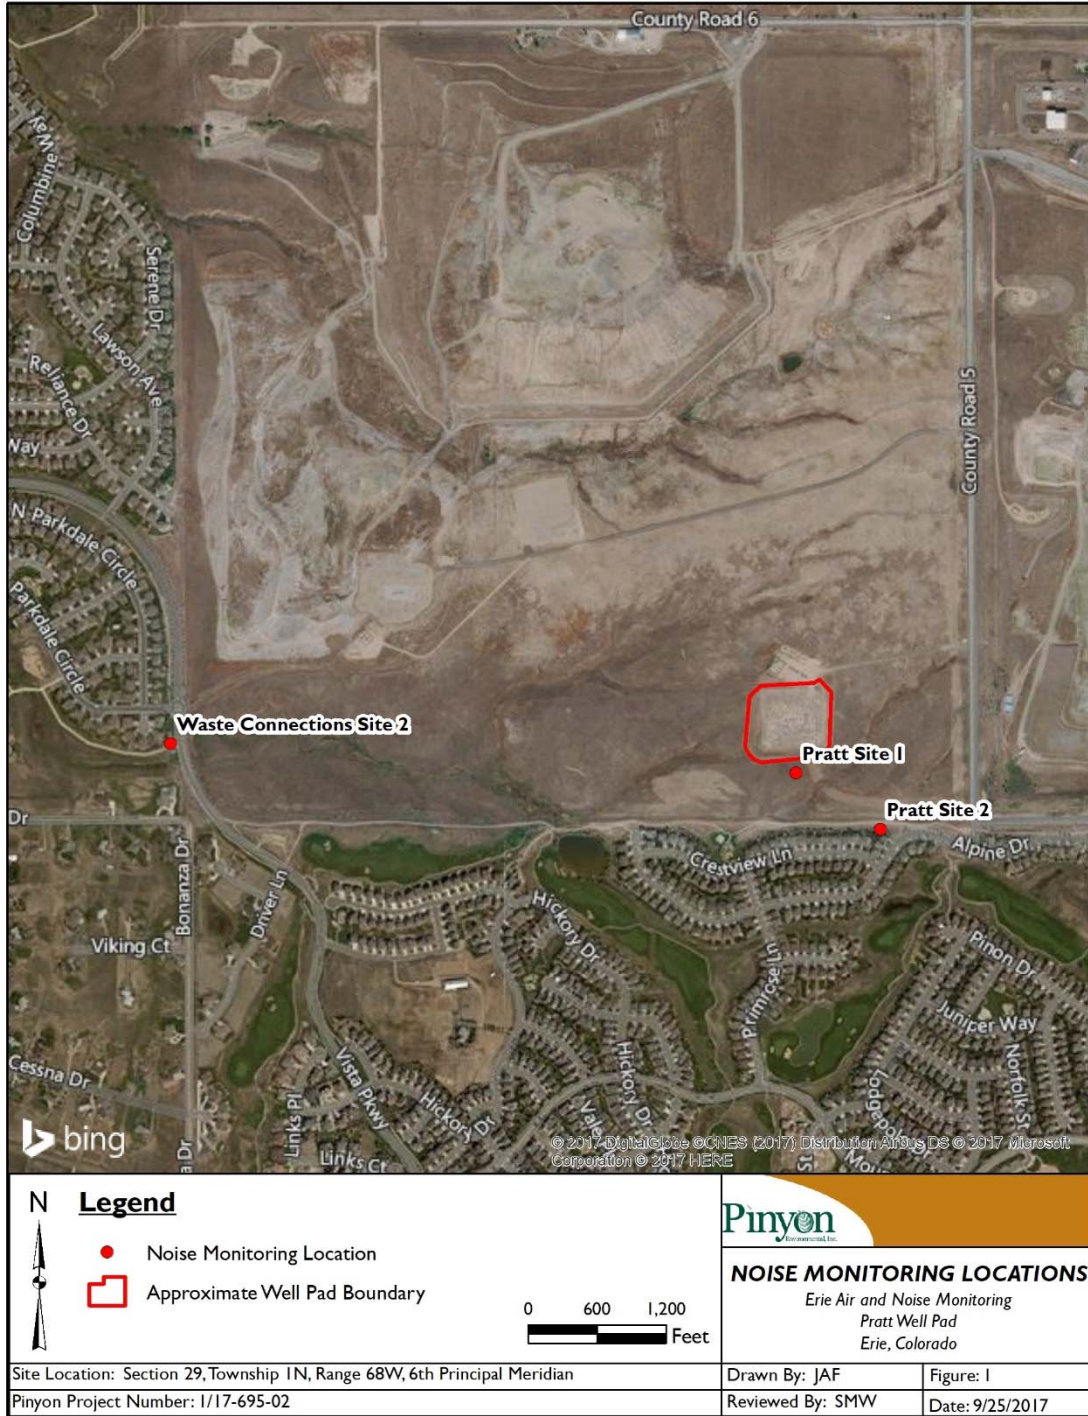 County Road 6
Columbine Way
Serene Dr
Lawson Ave
Reliance Dr
Way
County Road 5
N Parkdale Circle
Parkdale Circle
Waste Connections Site 2
Pratt Site 1
Pratt Site 2
Dr
Bonanza Dr
Driver Ln
Crestview Ln
Alpine Dr
Viking Ct
Hickory Dr
Primrose Ln
Pinon Dr
Juniper Way
Norfolk St
Cessna Dr
Vista Pkwy
Hickory Dr
Hickory Dr
Links Pl
Links Ct
a Dr
St
bing
© 2017 DigitalGlobe ©CNES (2017) Distribution Airbus DS © 2017 Microsoft
Corporation © 2017 HERE
N
Legend
Noise Monitoring Location
Approximate Well Pad Boundary
0 600 1,200
Feet
Pinyon
Environmental, Inc.
NOISE MONITORING LOCATIONS
Erie Air and Noise Monitoring
Pratt Well Pad
Erie, Colorado
Site Location: Section 29, Township 1N, Range 68W, 6th Principal Meridian
Drawn By: JAF
Figure: 1
Pinyon Project Number: 1/17-695-02
Reviewed By: SMW
Date: 9/25/2017